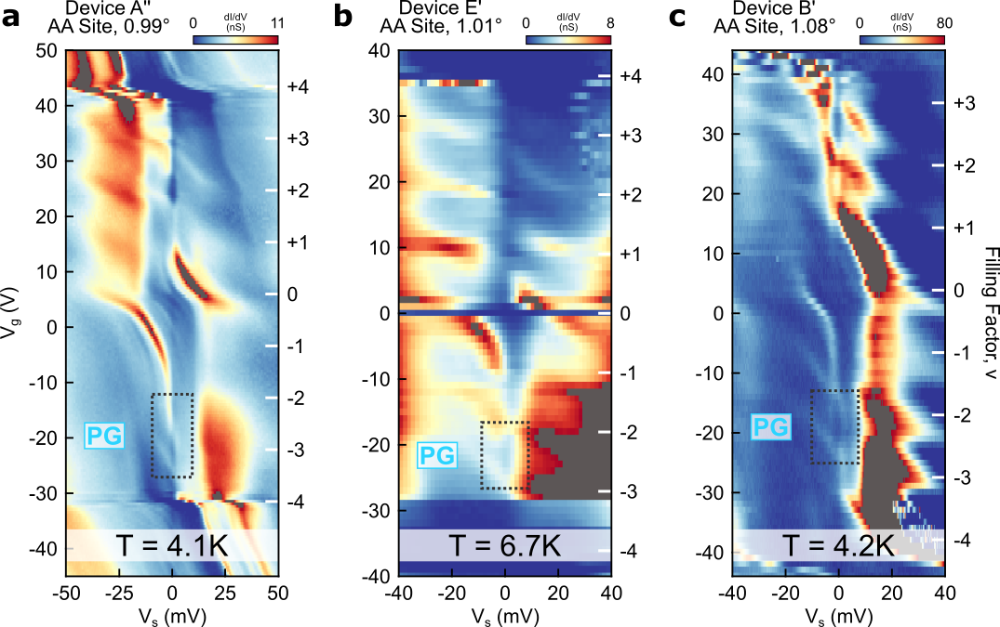 a
Device A"
AA Site, 0.99°
0 dI/dV (nS) 11
50
40
30
20
10
0
-10
-20
-30
-40
Vg (V)
+4
+3
+2
+1
0
-1
-2
-3
-4
PG
T = 4.1K
-50 -25 0 25 50
Vs (mV)
b
Device E'
AA Site, 1.01°
0 dI/dV (nS) 8
40
30
20
10
0
-10
-20
-30
-40
+4
+3
+2
+1
-1
-2
-3
-4
PG
T = 6.7K
-40 -20 0 20 40
Vs (mV)
c
Device B'
AA Site, 1.08°
0 dI/dV (nS) 80
40
30
20
10
0
-10
-20
-30
-40
+3
+2
+1
0
-1
-2
-3
-4
Filling Factor, ν
PG
T = 4.2K
-40 -20 0 20 40
Vs (mV)